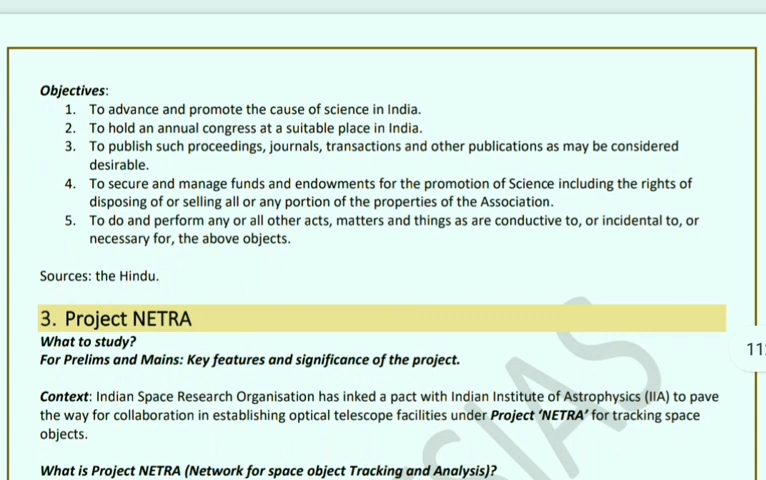 Objectives:
1. To advance and promote the cause of science in India.
2. To hold an annual congress at a suitable place in India.
3. To publish such proceedings, journals, transactions and other publications as may be considered
desirable.
4. To secure and manage funds and endowments for the promotion of Science including the rights of
disposing of or selling all or any portion of the properties of the Association.
5. To do and perform any or all other acts, matters and things as are conductive to, or incidental to, or
necessary for, the above objects.
Sources: the Hindu.
3. Project NETRA
What to study?
For Prelims and Mains: Key features and significance of the project.
Context: Indian Space Research Organisation has inked a pact with Indian Institute of Astrophysics (IIA) to pave
the way for collaboration in establishing optical telescope facilities under Project ‘NETRA’ for tracking space
objects.
What is Project NETRA (Network for space object Tracking and Analysis)?